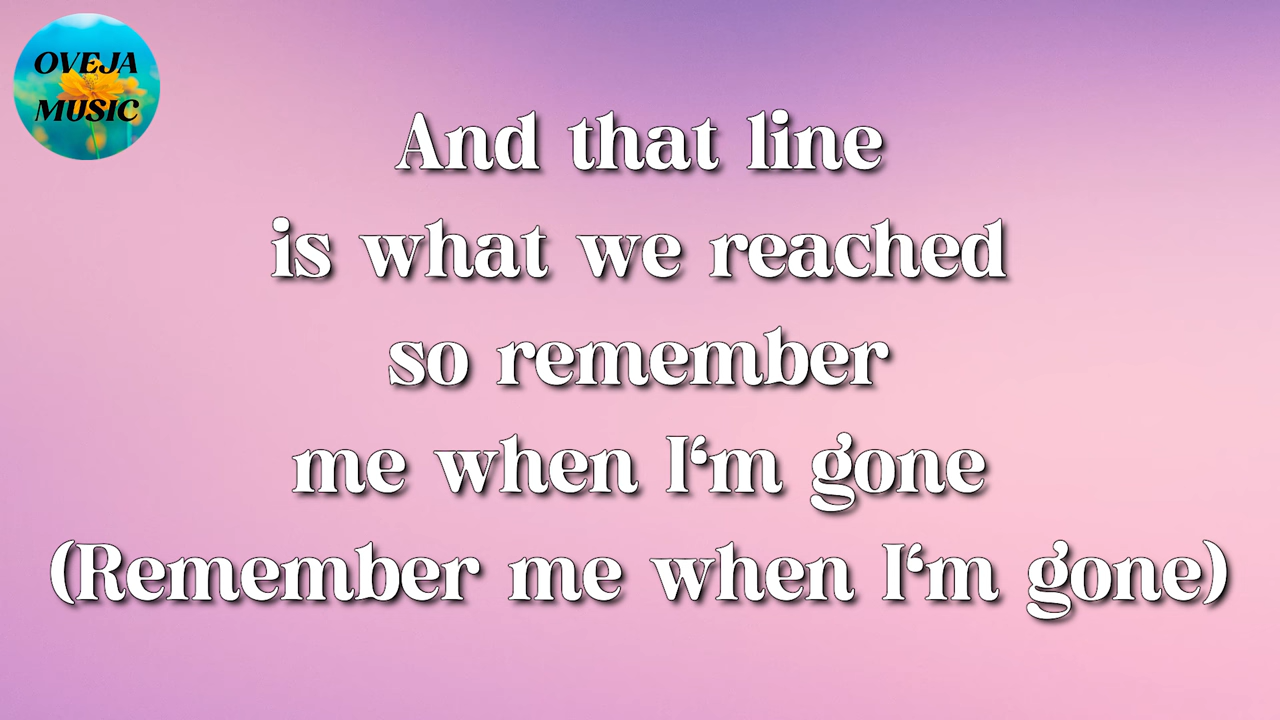 OVEJA
MUSIC
And that line
is what we reached
so remember
me when I‘m gone
(Remember me when I‘m gone)